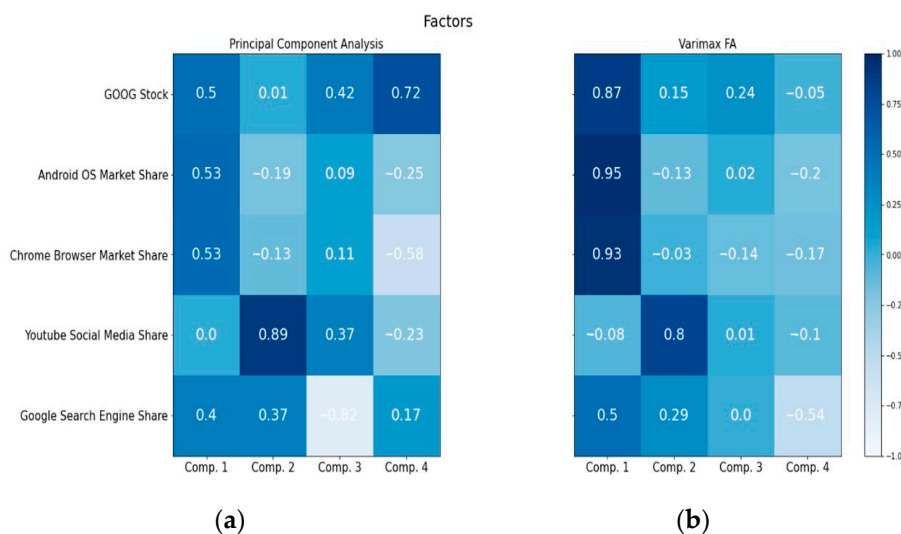 Factors
Principal Component Analysis
Varimax FA
GOOG Stock 0.5 0.01 0.42 0.72 0.87 0.15 0.24 −0.05
Android OS Market Share 0.53 −0.19 0.09 −0.25 0.95 −0.13 0.02 −0.2
Chrome Browser Market Share 0.53 −0.13 0.11 −0.58 0.93 −0.03 −0.14 −0.17
Youtube Social Media Share 0.0 0.89 0.37 −0.23 −0.08 0.8 0.01 −0.1
Google Search Engine Share 0.4 0.37 −0.82 0.17 0.5 0.29 0.0 −0.54
Comp. 1 Comp. 2 Comp. 3 Comp. 4 Comp. 1 Comp. 2 Comp. 3 Comp. 4
1.00
0.75
0.50
0.25
0.00
−0.25
−0.50
−0.7
−1.0
(a) (b)